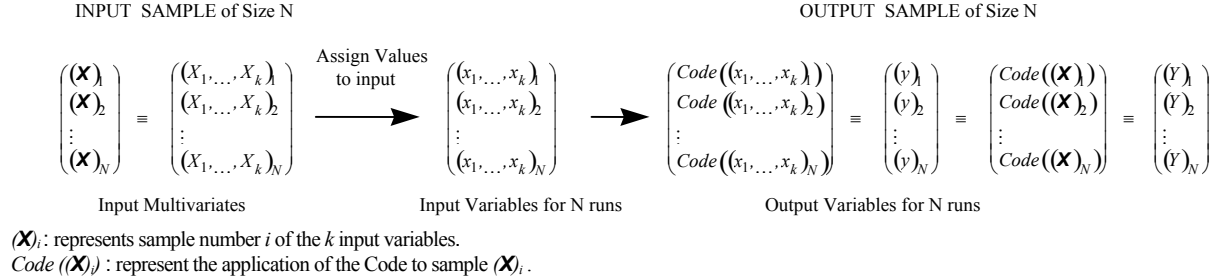 INPUT SAMPLE of Size N OUTPUT SAMPLE of Size N
Assign Values
to input
(X)1 ≡ (X1,…, Xk)1 (x1,…, xk)1 Code((x1,…, xk)1) ≡ (y)1 ≡ Code((X)1) ≡ (Y)1
(X)2 (X1,…, Xk)2 (x1,…, xk)2 Code((x1,…, xk)2) (y)2 Code((X)2) (Y)2
⋮ ⋮ ⋮ ⋮ ⋮ ⋮ ⋮
(X)N (X1,…, Xk)N (x1,…, xk)N Code((x1,…, xk)N) (y)N Code((X)N) (Y)N
Input Multivariates Input Variables for N runs Output Variables for N runs
(X)i : represents sample number i of the k input variables.
Code ((X)i) : represent the application of the Code to sample (X)i .